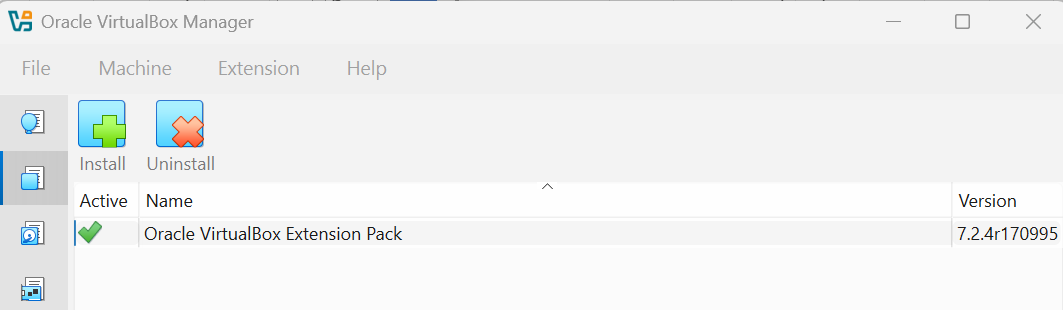 Oracle VirtualBox Manager
File Machine Extension Help
Install Uninstall
Active Name Version
Oracle VirtualBox Extension Pack 7.2.4r170995